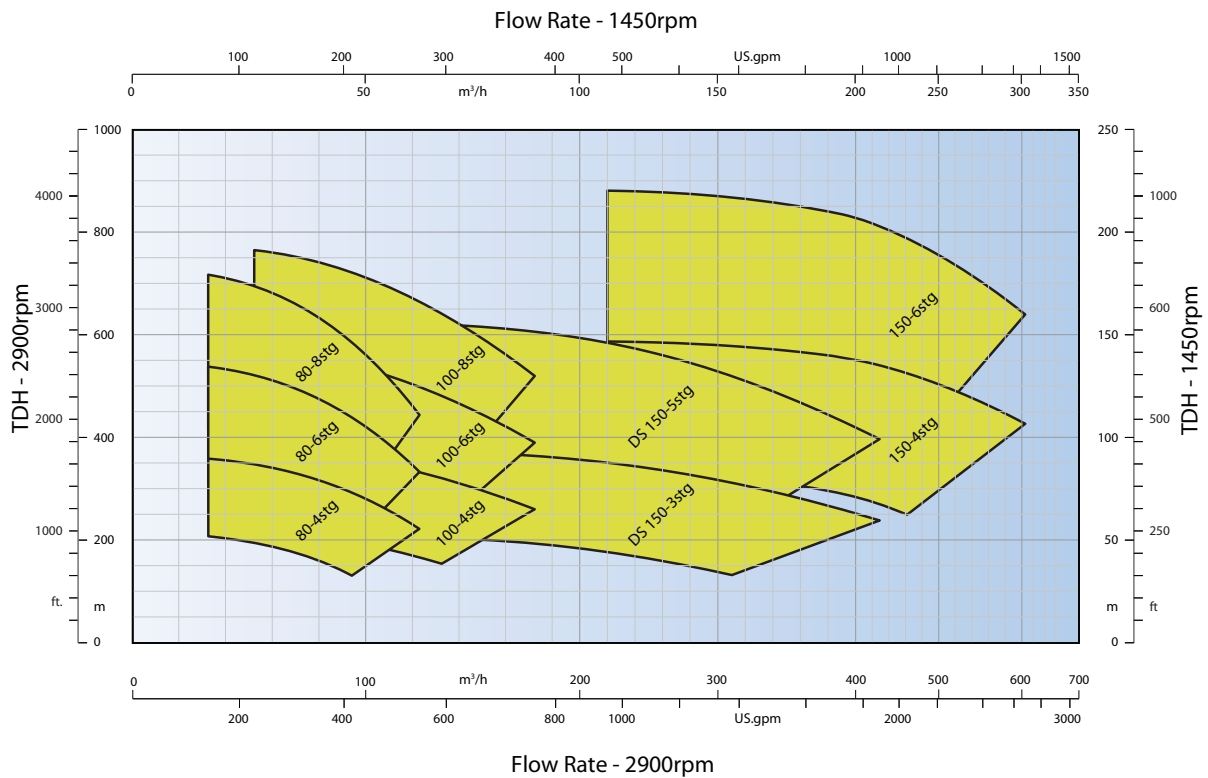 Flow Rate - 1450rpm
100 200 300 400 500 US.gpm 1000 1500
0 50 m³/h 100 150 200 250 300 350
1000 250
4000 1000
800 200
3000 600
600 150
2000 500
400 100
1000 250
200 50
ft. m m ft
0 0
TDH - 2900rpm
TDH - 1450rpm
150-6stg
80-8stg
100-8stg
DS 150-5stg
150-4stg
80-6stg
100-6stg
80-4stg
100-4stg
DS 150-3stg
0 100 m³/h 200 300 400 500 600 700
200 400 600 800 1000 US.gpm 2000 3000
Flow Rate - 2900rpm